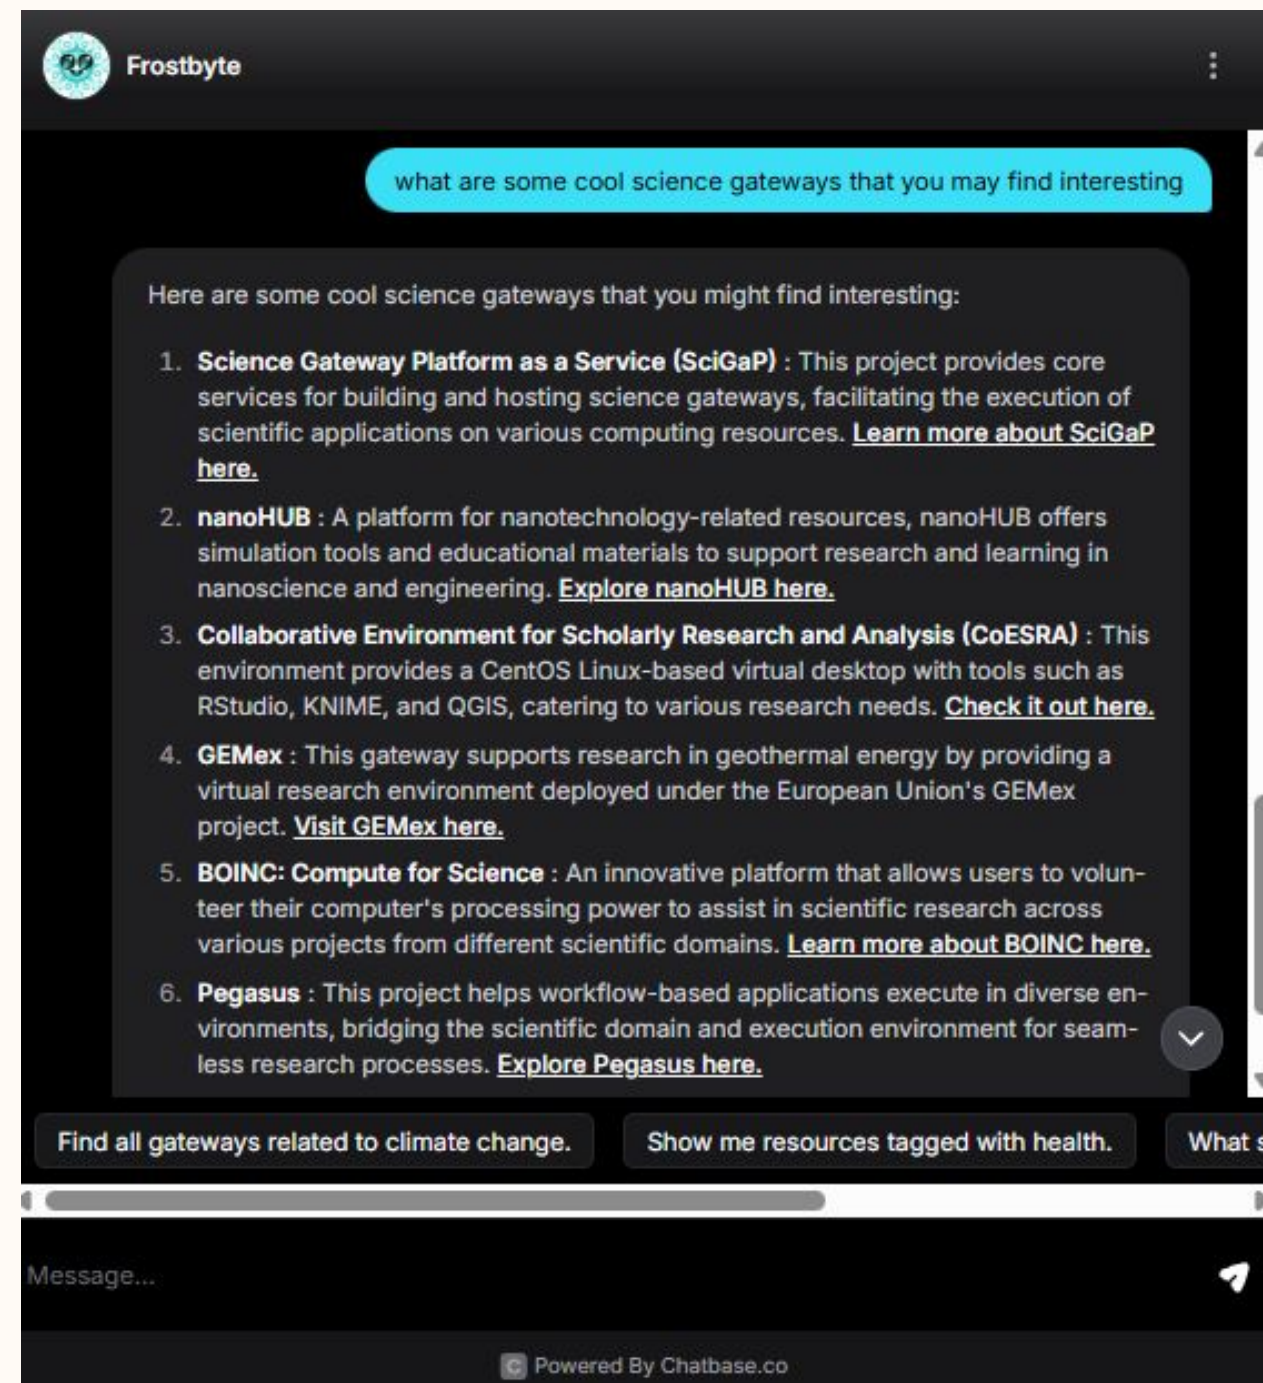 Frostbyte
what are some cool science gateways that you may find interesting
Here are some cool science gateways that you might find interesting:
1. Science Gateway Platform as a Service (SciGaP) : This project provides core
services for building and hosting science gateways, facilitating the execution of
scientific applications on various computing resources. Learn more about SciGaP
here.
2. nanoHUB : A platform for nanotechnology-related resources, nanoHUB offers
simulation tools and educational materials to support research and learning in
nanoscience and engineering. Explore nanoHUB here.
3. Collaborative Environment for Scholarly Research and Analysis (CoESRA) : This
environment provides a CentOS Linux-based virtual desktop with tools such as
RStudio, KNIME, and QGIS, catering to various research needs. Check it out here.
4. GEMex : This gateway supports research in geothermal energy by providing a
virtual research environment deployed under the European Union's GEMex
project. Visit GEMex here.
5. BOINC: Compute for Science : An innovative platform that allows users to volun-
teer their computer's processing power to assist in scientific research across
various projects from different scientific domains. Learn more about BOINC here.
6. Pegasus : This project helps workflow-based applications execute in diverse en-
vironments, bridging the scientific domain and execution environment for seam-
less research processes. Explore Pegasus here.
Find all gateways related to climate change. Show me resources tagged with health. What s
Message...
C Powered By Chatbase.co